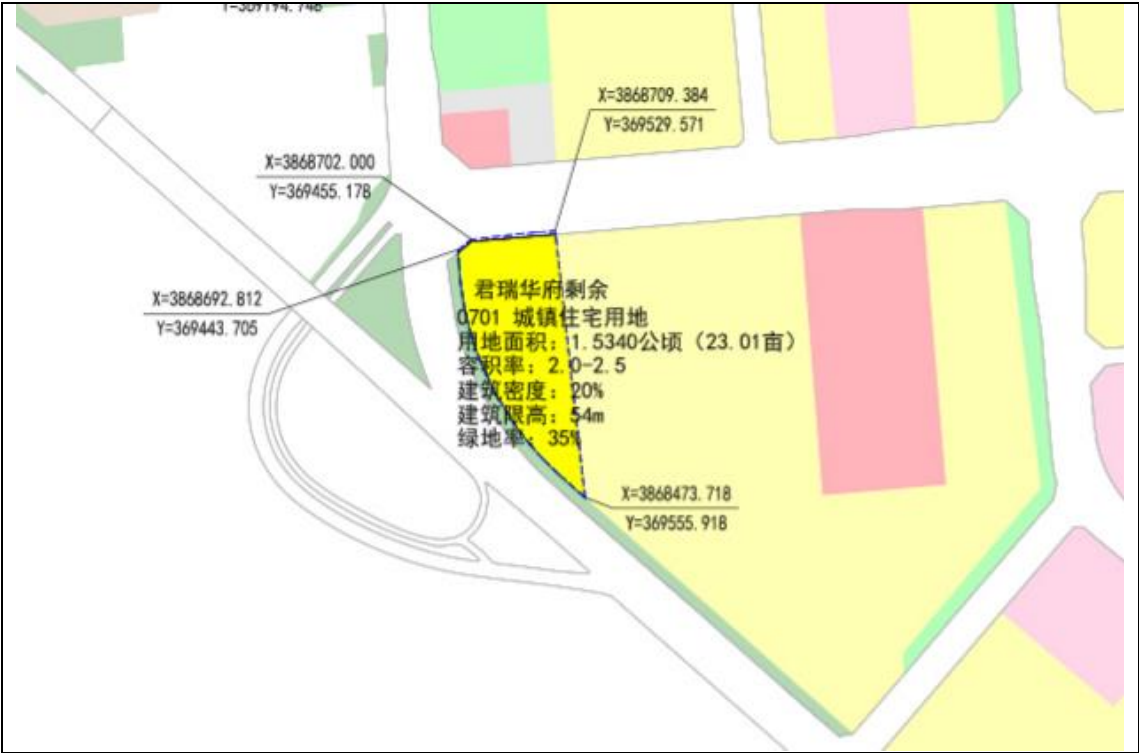 X=3868709.384
Y=369529.571
X=3868702.000
Y=369455.178
X=3868692.812
Y=369443.705
君瑞华府剩余
0701 城镇住宅用地
用地面积：1.5340公顷（23.01亩）
容积率：2.0-2.5
建筑密度：20%
建筑限高：54m
绿地率：35%
X=3868473.718
Y=369555.918